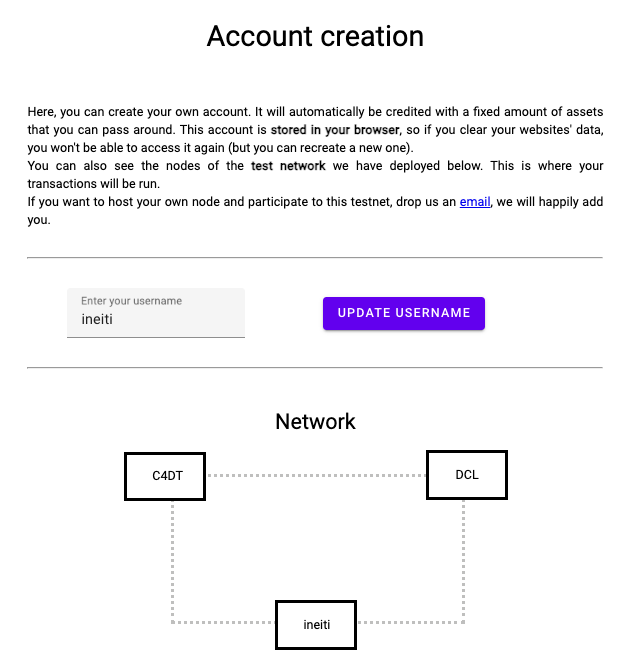 Account creation
Here, you can create your own account. It will automatically be credited with a fixed amount of assets
that you can pass around. This account is stored in your browser, so if you clear your websites' data,
you won't be able to access it again (but you can recreate a new one).
You can also see the nodes of the test network we have deployed below. This is where your
transactions will be run.
If you want to host your own node and participate to this testnet, drop us an email, we will happily add
you.
Enter your username
ineiti
UPDATE USERNAME
Network
C4DT
DCL
ineiti